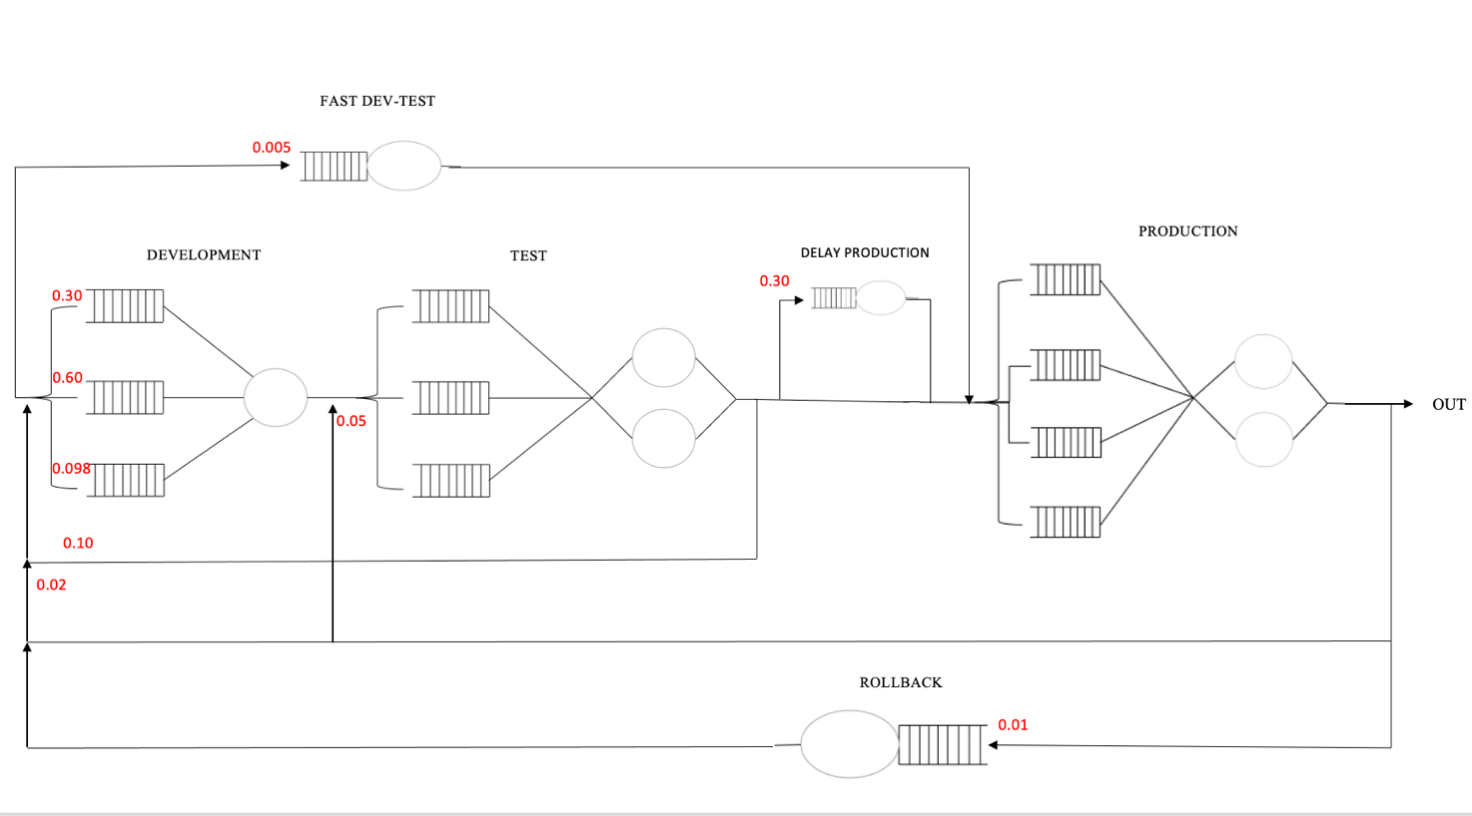 FAST DEV-TEST
0.005
PRODUCTION
DEVELOPMENT
TEST
DELAY PRODUCTION
0.30
0.30
0.60
0.05
OUT
0.098
0.10
0.02
ROLLBACK
0.01